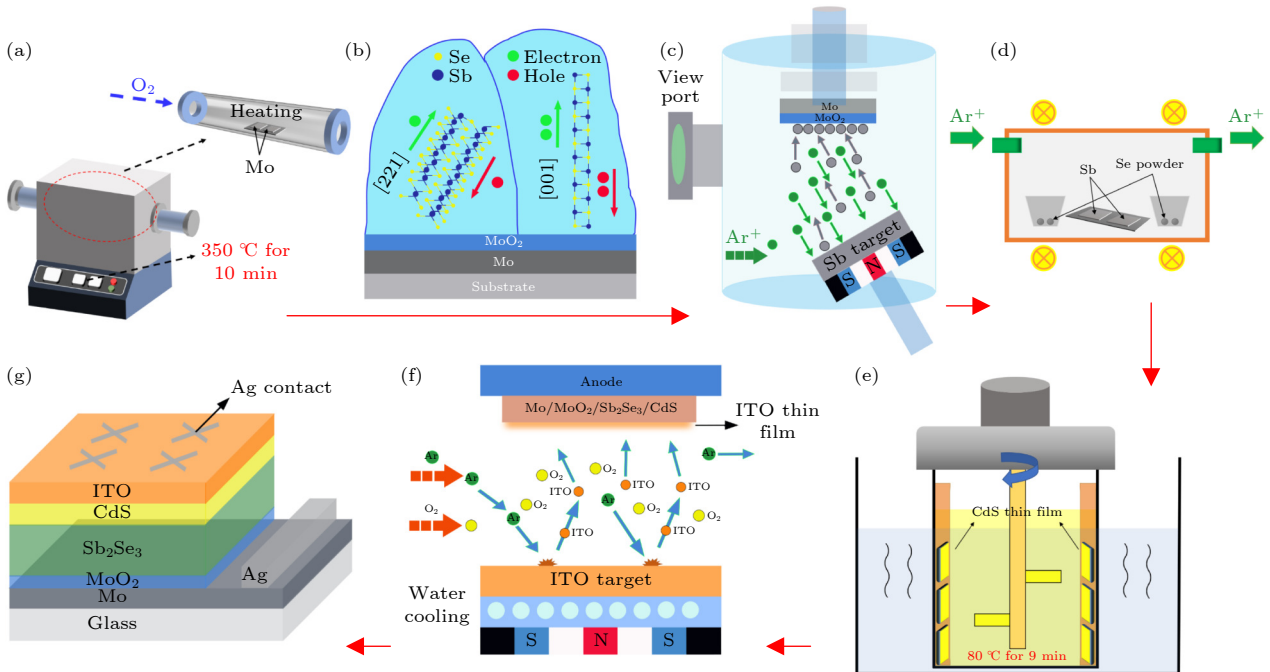 (a)
O₂
Heating
Mo
350 ℃ for
10 min
(b)
Se
Sb
Electron
Hole
[221]
[001]
MoO₂
Mo
Substrate
(c)
View
port
Mo
MoO₂
Ar⁺
Sb target
S
N
S
(d)
Ar⁺
Ar⁺
Sb
Se powder
(g)
Ag contact
ITO
CdS
Sb₂Se₃
MoO₂
Ag
Mo
Glass
(f)
Anode
Mo/MoO₂/Sb₂Se₃/CdS
ITO thin
film
Ar
Ar
Ar
O₂
O₂
ITO
O₂
ITO
Ar
ITO
O₂
ITO
Ar
ITO
O₂
ITO target
Water
cooling
S
N
S
(e)
CdS thin film
80 ℃ for 9 min